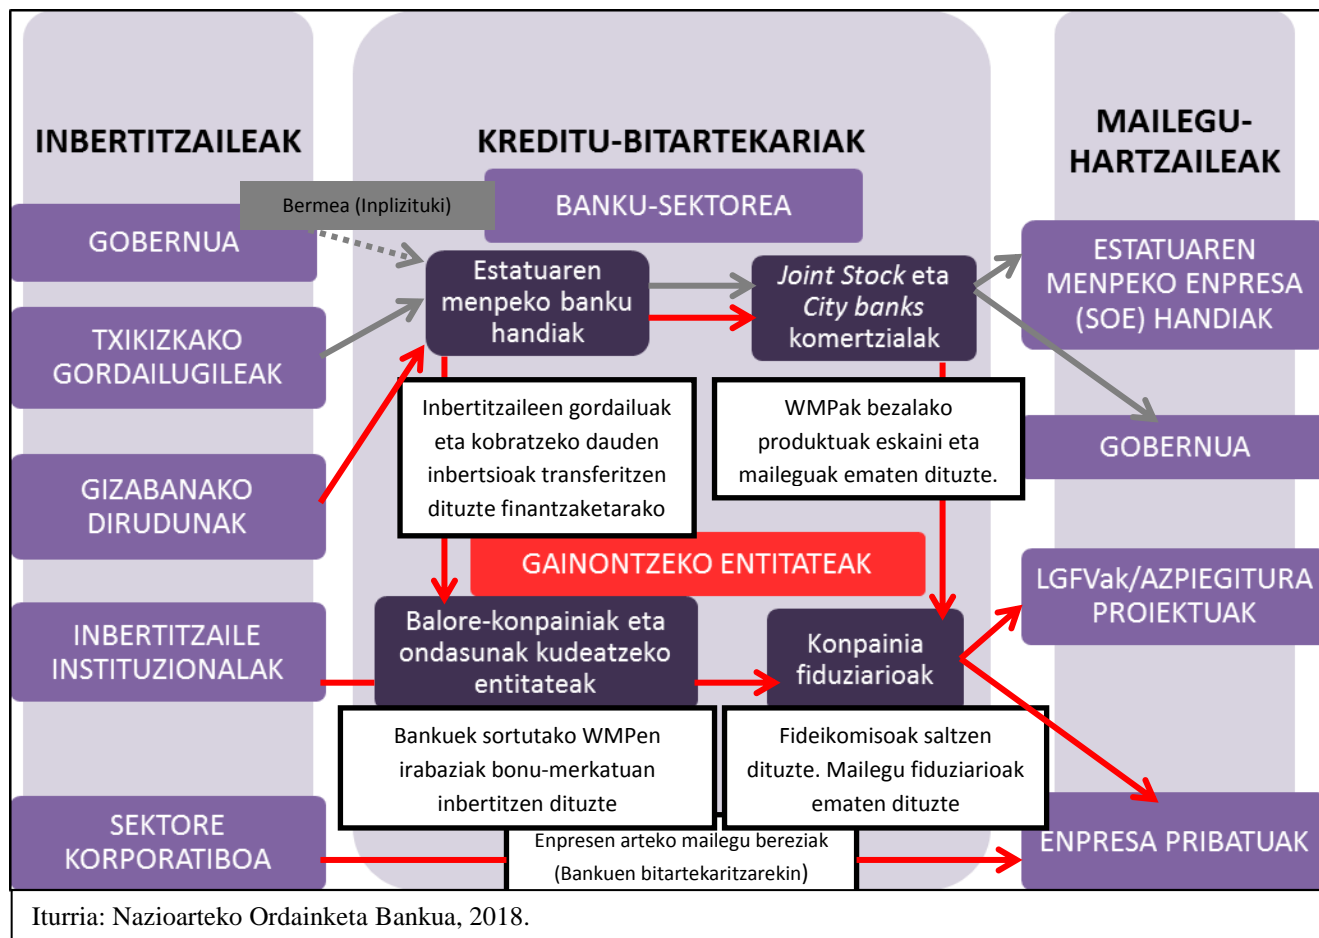 INBERTITZAILEAK
KREDITU-BITARTEKARIAK
MAILEGU-
HARTZAILEAK
Bermea (Inplizituki)
BANKU-SEKTOREA
GOBERNUA
Estatuaren
menpeko banku
handiak
Joint Stock eta
City banks
komertzialak
ESTATUAREN
MENPEKO ENPRESA
(SOE) HANDIAK
TXIKIZKAKO
GORDAILUGILEAK
Inbertitzaileen gordailuak
eta kobratzeko dauden
inbertsioak transferitzen
dituzte finantzaketarako
WMPak bezalako
produktuak eskaini eta
maileguak ematen dituzte.
GOBERNUA
GIZABANAKO
DIRUDUNAK
GAINONTZEKO ENTITATEAK
LGFVak/AZPIEGITURA
PROIEKTUAK
INBERTITZAILE
INSTITUZIONALAK
Balore-konpainiak eta
ondasunak kudeatzeko
entitateak
Konpainia
fiduziarioak
Bankuek sortutako WMPen
irabaziak bonu-merkatuan
inbertitzen dituzte
Fideikomisoak saltzen
dituzte. Mailegu fiduziarioak
ematen dituzte
SEKTORE
KORPORATIBOA
Enpresen arteko mailegu bereziak
(Bankuen bitartekaritzarekin)
ENPRESA PRIBATUAK
Iturria: Nazioarteko Ordainketa Bankua, 2018.